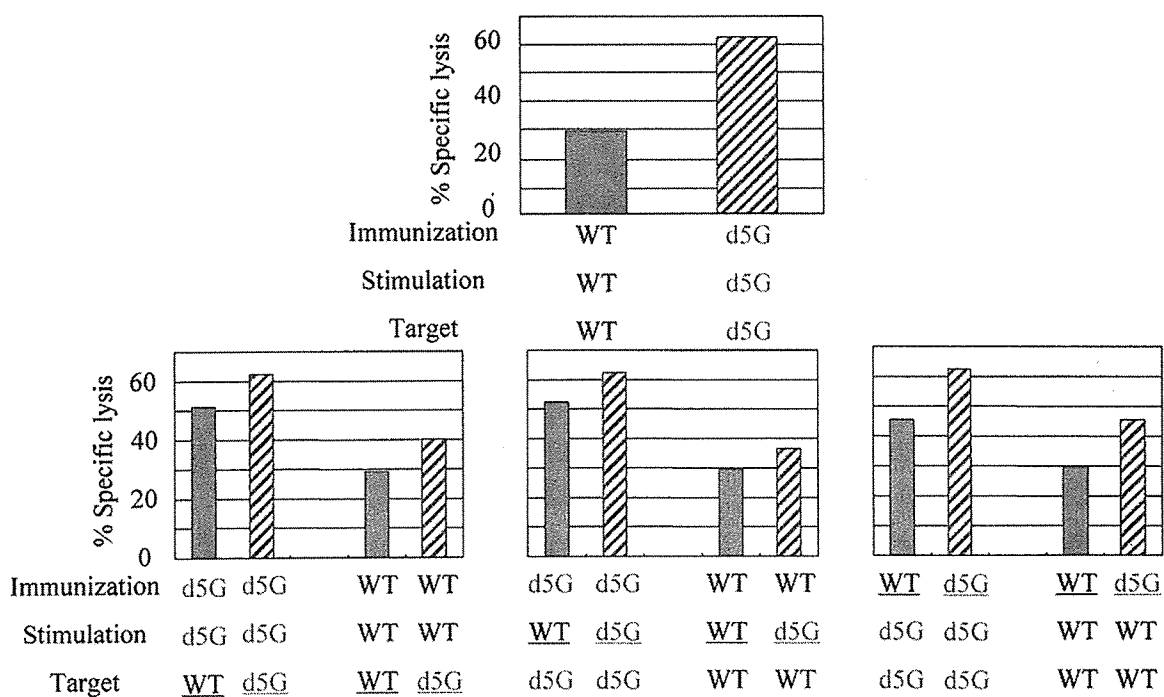 % Specific lysis
60
40
20
0
Immunization WT d5G
Stimulation WT d5G
Target WT d5G
% Specific lysis
60
40
20
0
Immunization d5G d5G WT WT d5G d5G WT WT WT d5G WT d5G
Stimulation d5G d5G WT WT WT d5G WT d5G d5G d5G WT WT
Target WT d5G WT d5G d5G d5G WT WT d5G d5G WT WT